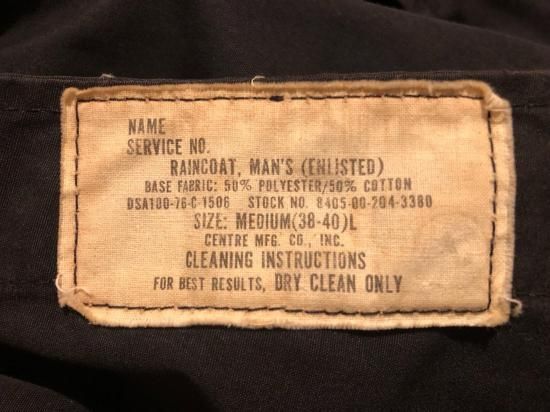 NAME
SERVICE NO.
RAINCOAT, MAN'S (ENLISTED)
BASE FABRIC: 50% POLYESTER/50% COTTON
DSA100-76-C-1506 STOCK NO. 8405-00-204-3380
SIZE: MEDIUM(38-40)L
CENTRE MFG. CO., INC.
CLEANING INSTRUCTIONS
FOR BEST RESULTS, DRY CLEAN ONLY